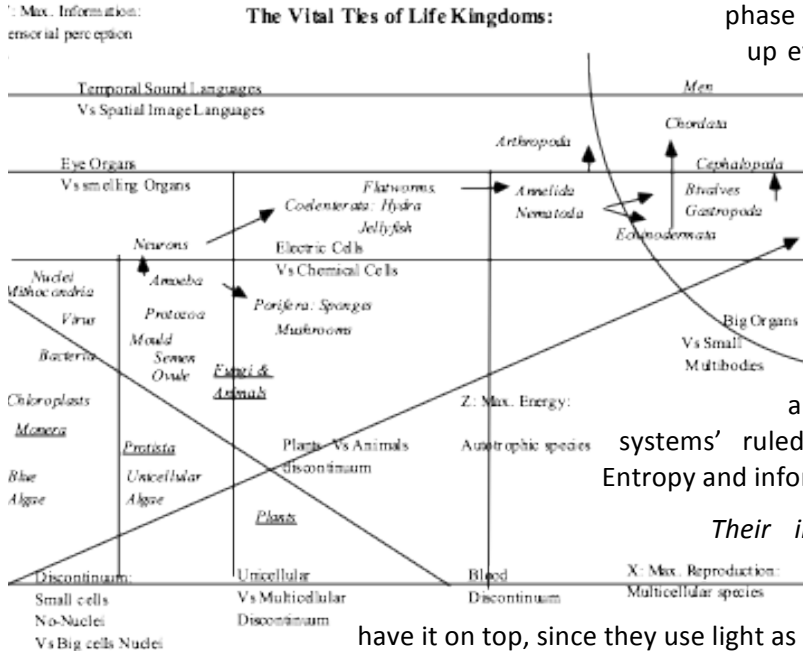 ': Max. Information:
ensorial perception
The Vital Ties of Life Kingdoms:
phase
up e
Temporal Sound Languages
Vs Spatial Image Languages
Men
Chordata
Arthropoda
Cephalopoda
Eye Organs
Vs smelling Organs
Flatworms.
Coelenterata: Hydra
Jellyfish
Annelida
Nematoda
Bivalves
Gastropoda
Echinodermata
Neurons
Electric Cells
Vs Chemical Cells
Nuclei
Mithocondria
Amoeba
Virus
Protozoa
Porifera: Sponges
Mushrooms
Mould
Bacteria
Semen
Ovule
Fungi &
Animals
Big Organs
Vs Small
Multibodies
Chloroplasts
Monera
Z: Max. Energy:
a
Protista
Plants Vs Animals
discontinuum
Autotrophic species
systems’ ruled
Blue
Algae
Unicellular
Algae
Plants
Entropy and infor
Their i
Discontinuum:
Small cells
No-Nuclei
Vs Big cells Nuclei
Unicellular
Vs Multicellular
Discontinuum
Blood
Discontinuum
X: Max. Reproduction:
Multicellular species
have it on top, since they use light as